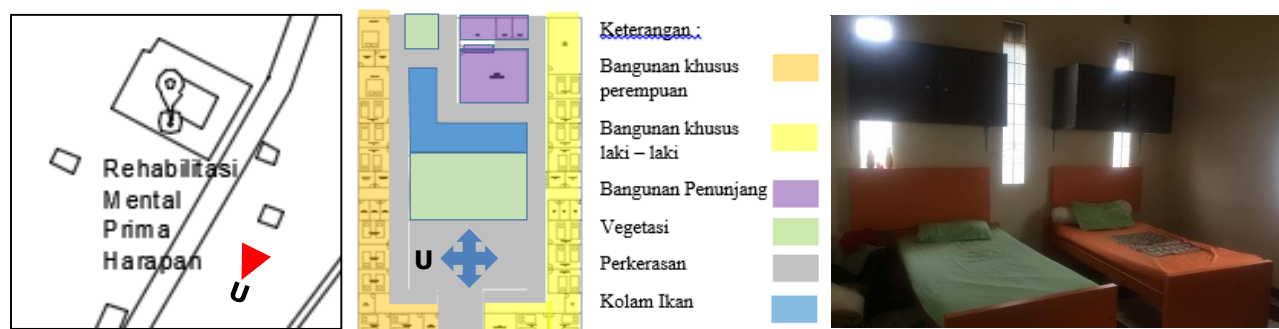 Rehabilitasi
Mental
Prima
Harapan
U
U
Keterangan :
Bangunan khusus
perempuan
Bangunan khusus
laki – laki
Bangunan Penunjang
Vegetasi
Perkerasan
Kolam Ikan